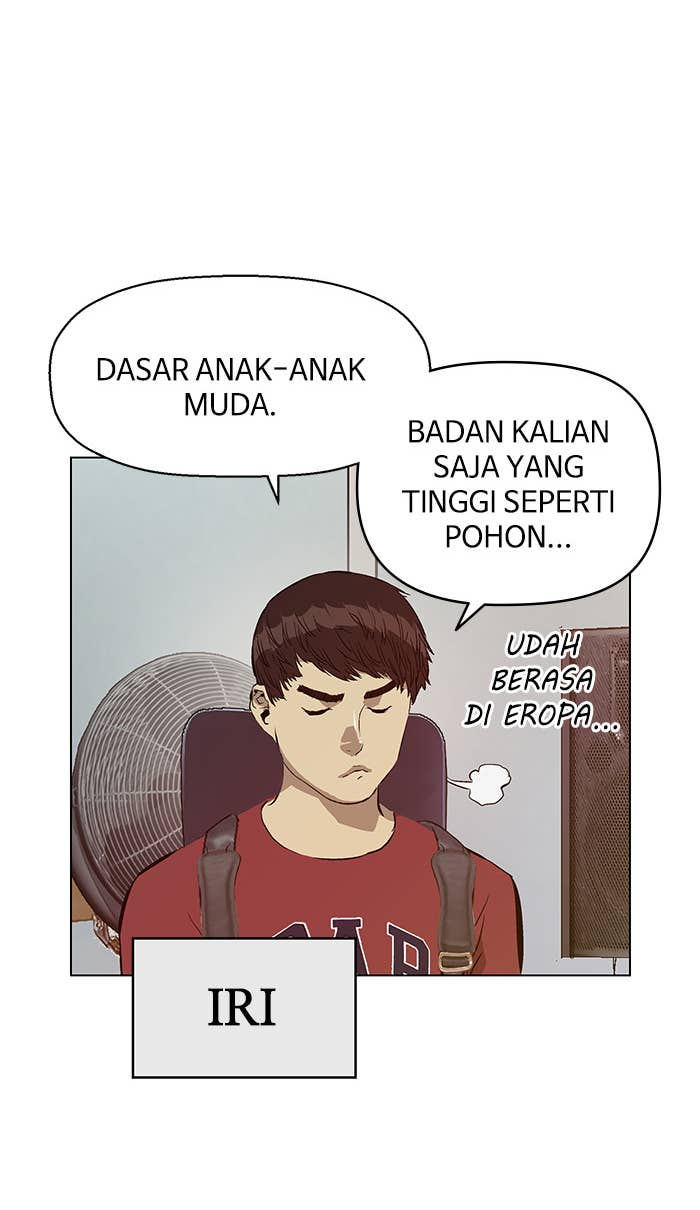 DASAR ANAK-ANAK
MUDA.
BADAN KALIAN
SAJA YANG
TINGGI SEPERTI
POHON...
UDAH
BERASA
DI EROPA...
IRI